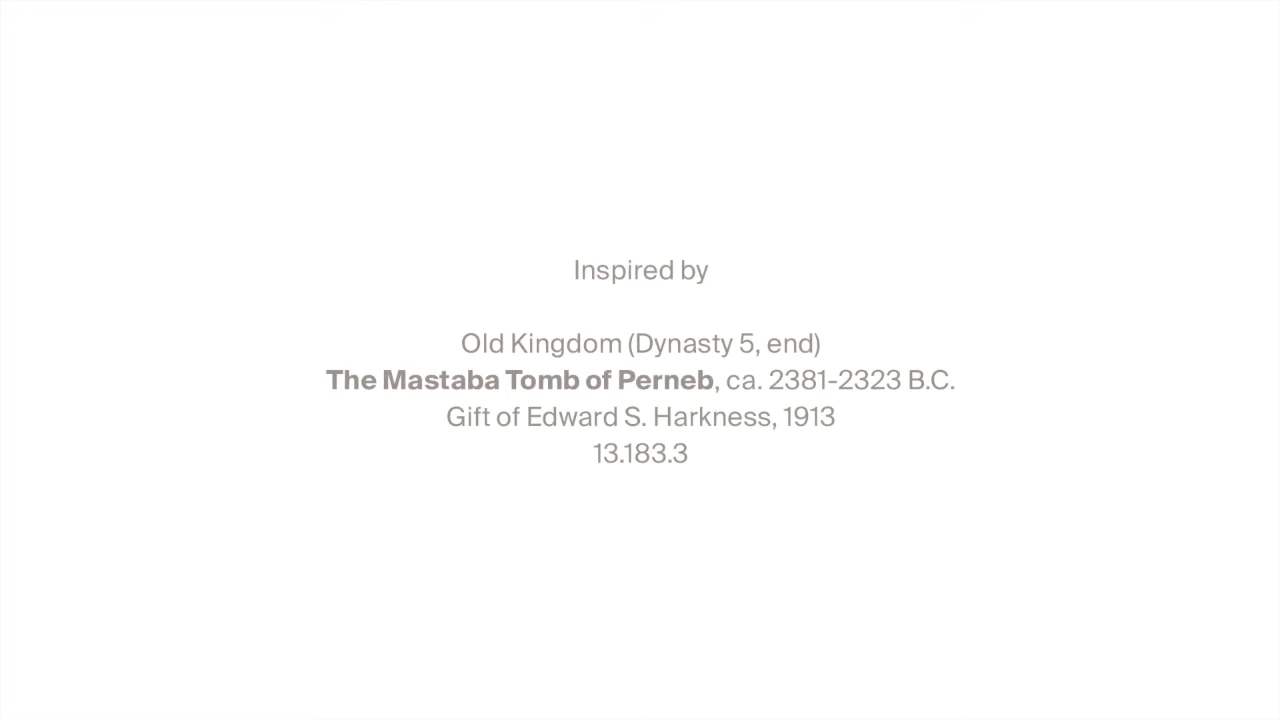 Inspired by
Old Kingdom (Dynasty 5, end)
The Mastaba Tomb of Perneb, ca. 2381-2323 B.C.
Gift of Edward S. Harkness, 1913
13.183.3